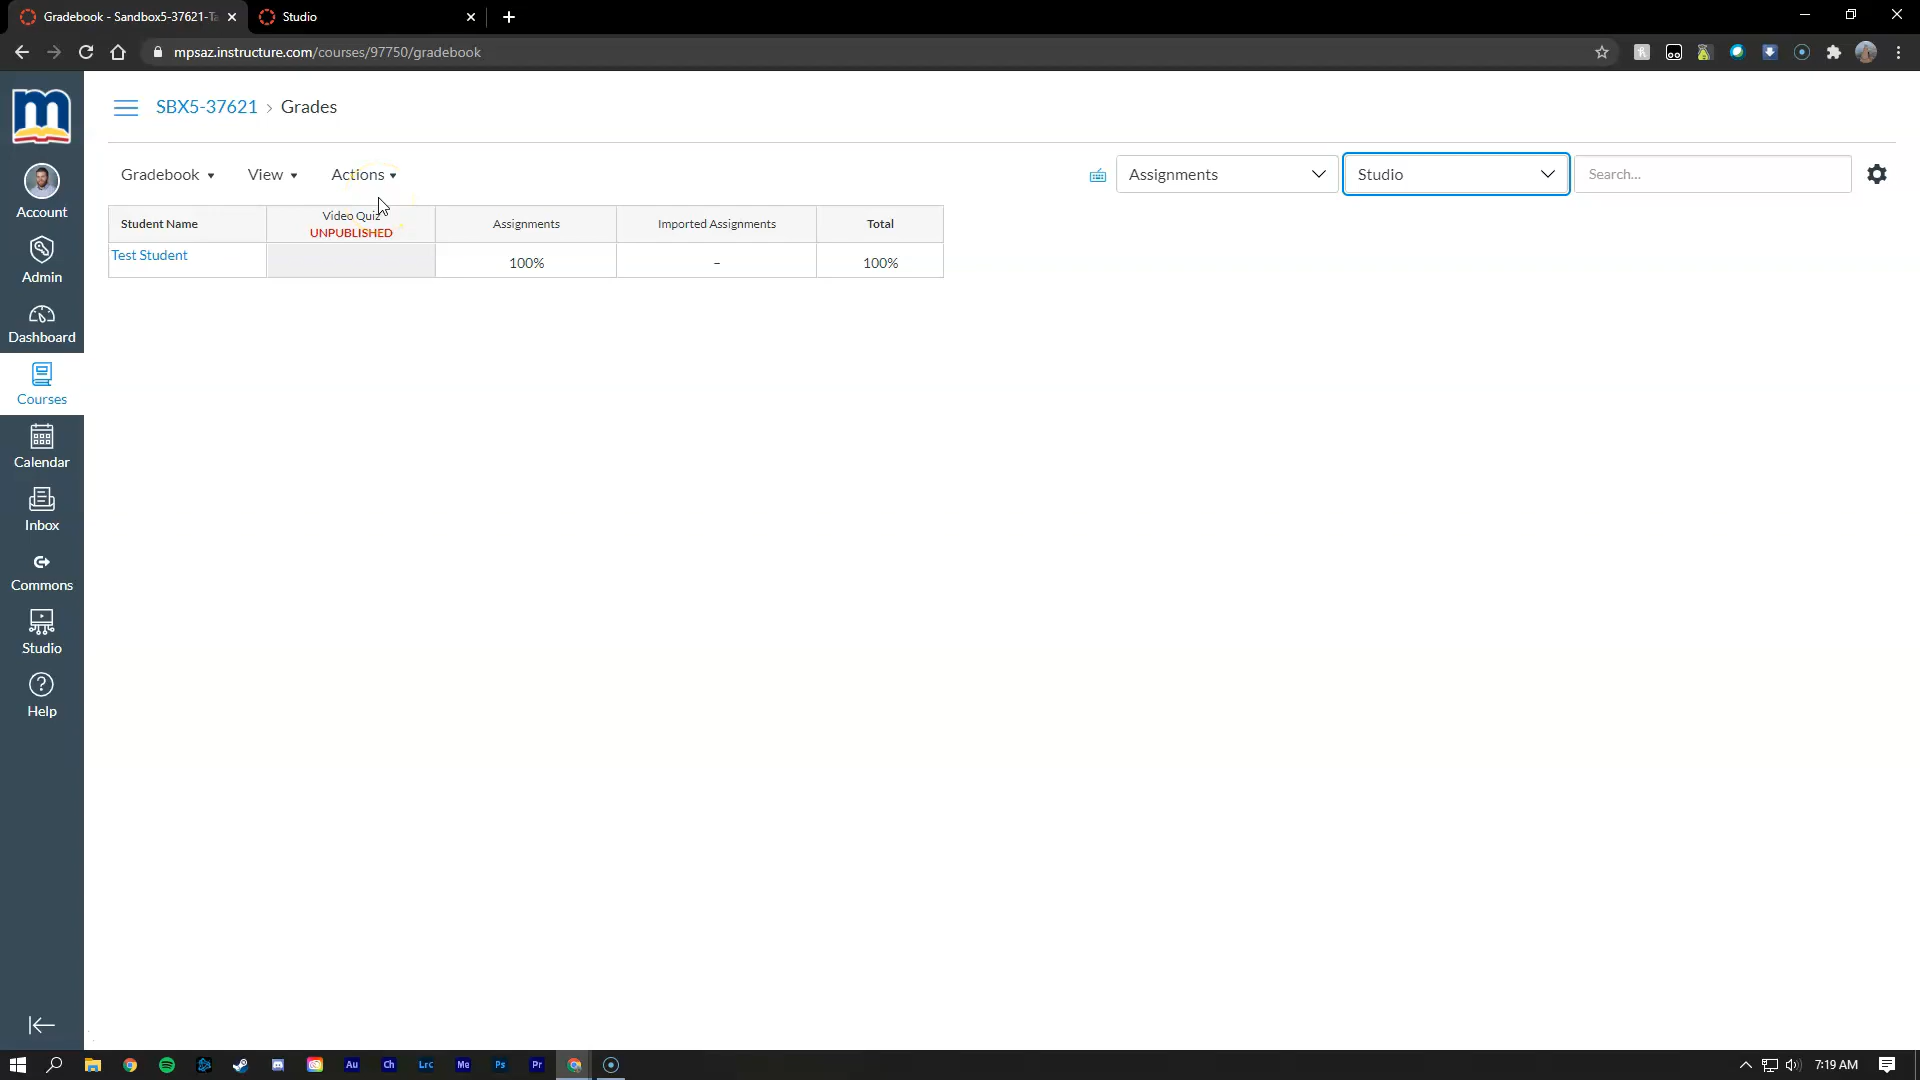 Gradebook - Sandbox5-37621-Ta
Studio
mpsaz.instructure.com/courses/97750/gradebook
m
SBX5-37621 › Grades
Gradebook
View
Actions
Assignments
Studio
Search...
Student Name
Video Quiz
UNPUBLISHED
Assignments
Imported Assignments
Total
Test Student
100%
–
100%
Account
Admin
Dashboard
Courses
Calendar
Inbox
Commons
Studio
Help
Au
Ch
Lrc
Me
Ps
Pr
7:19 AM